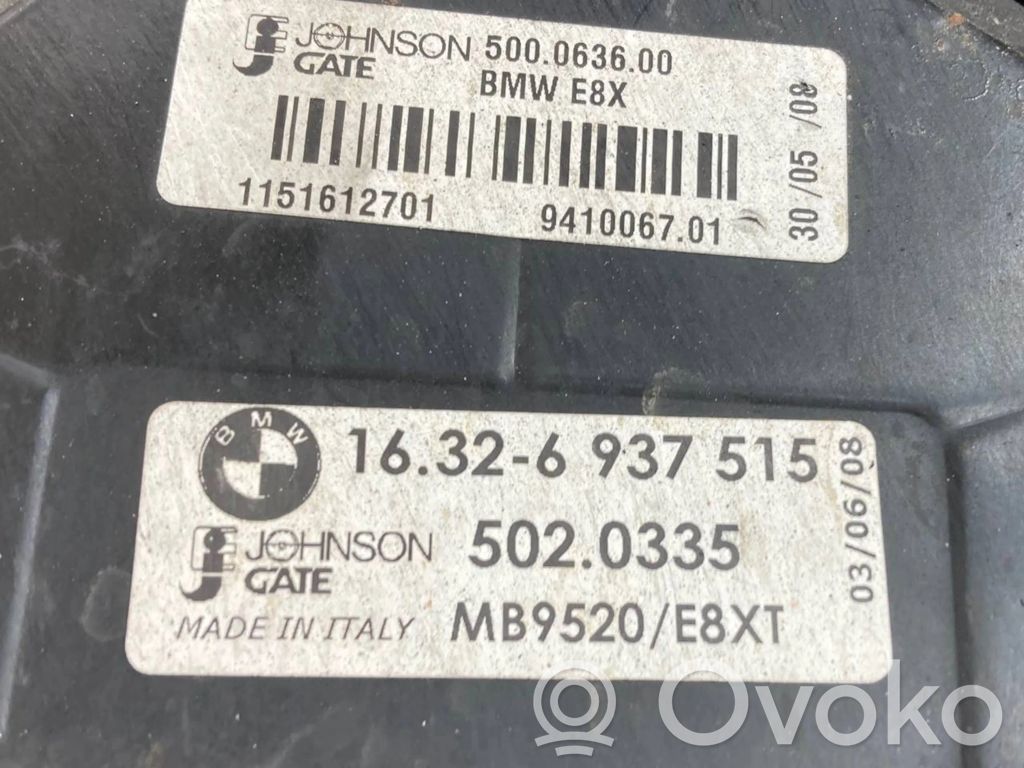 JOHNSON GATE 500.0636.00
BMW E8X
1151612701 9410067.01
30/05/08
BMW 16.32-6 937 515
JOHNSON GATE 502.0335
MADE IN ITALY MB9520/E8XT
03/06/08
Ovoko